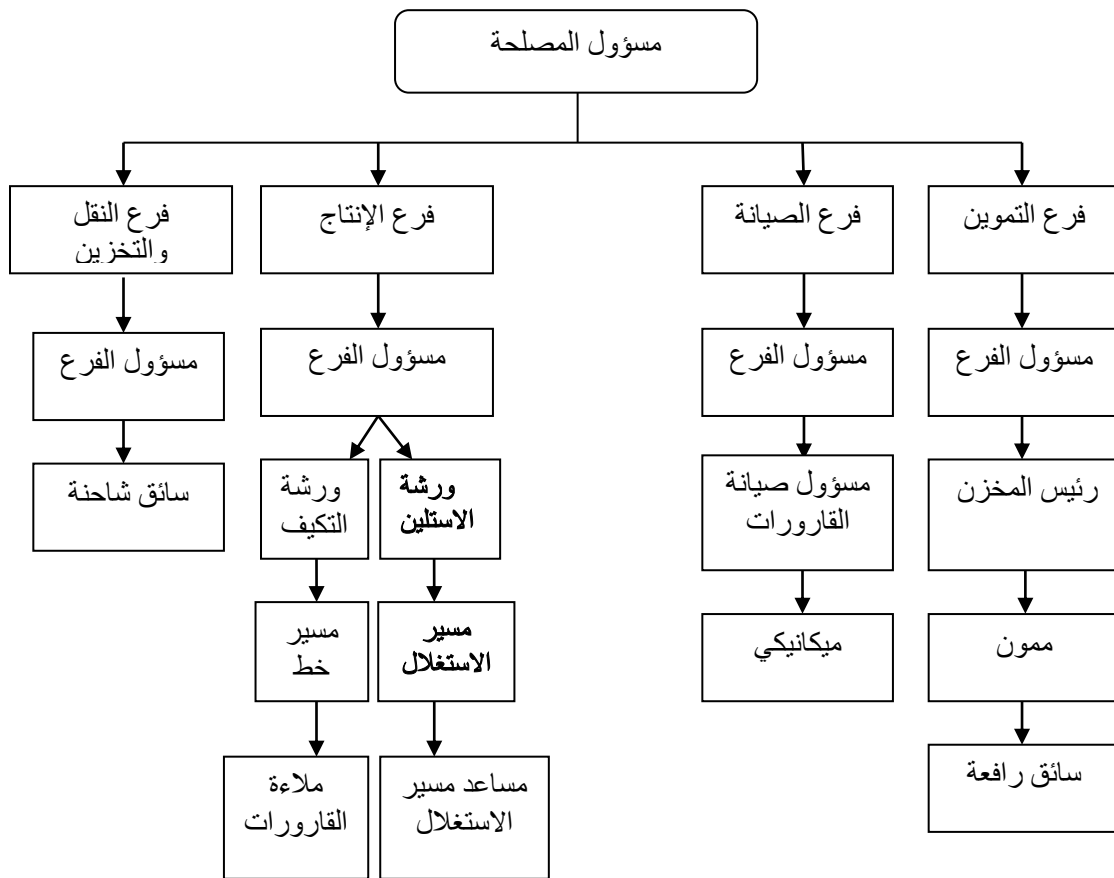 مسؤول المصلحة
فرع التموين
فرع الصيانة
فرع الإنتاج
فرع النقل
والتخزين
مسؤول الفرع
مسؤول الفرع
مسؤول الفرع
مسؤول الفرع
رئيس المخزن
مسؤول صيانة
القارورات
ورشة
الاستلين
ورشة
التكيف
سائق شاحنة
ممون
ميكانيكي
مسير
الاستغلال
مسير
خط
سائق رافعة
مساعد مسير
الاستغلال
ملاءة
القارورات